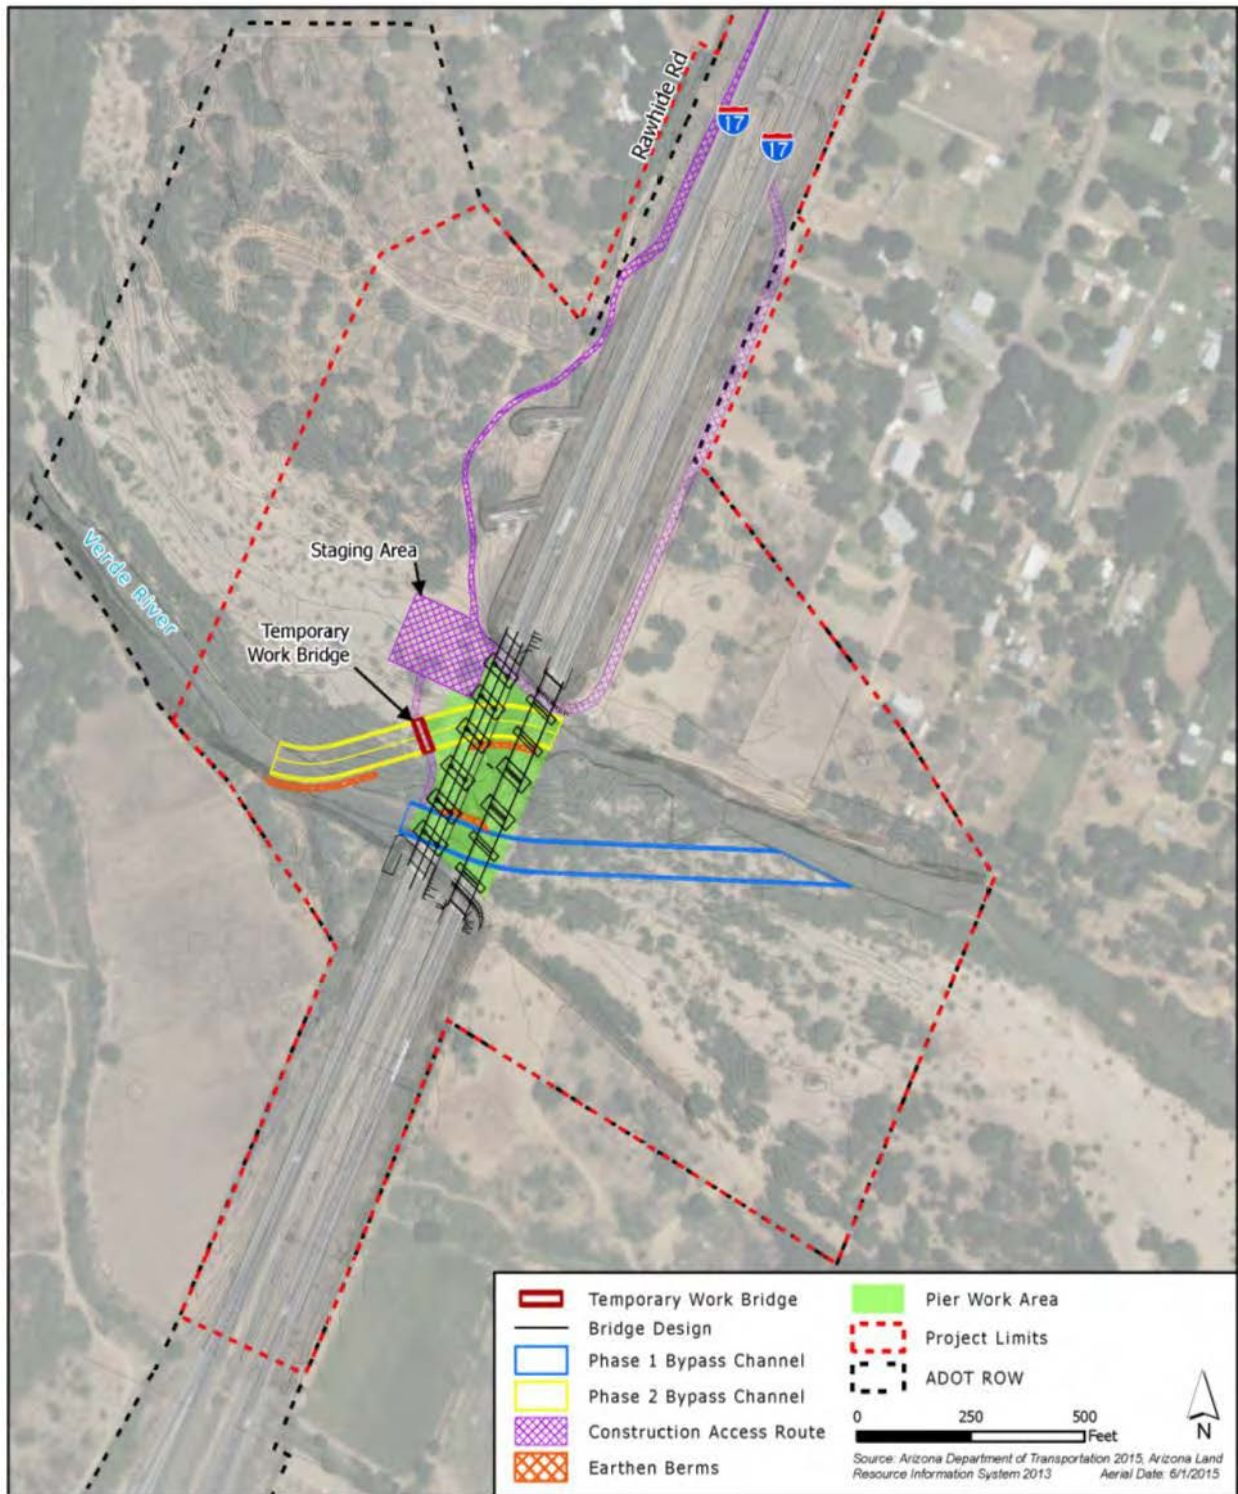 Rawhide Rd
17
17
Staging Area
Verde River
Temporary
Work Bridge
Temporary Work Bridge
Bridge Design
Phase 1 Bypass Channel
Phase 2 Bypass Channel
Construction Access Route
Earthen Berms
Pier Work Area
Project Limits
ADOT ROW
0 250 500
Feet
N
Source: Arizona Department of Transportation 2015, Arizona Land
Resource Information System 2013 Aerial Date: 6/1/2015